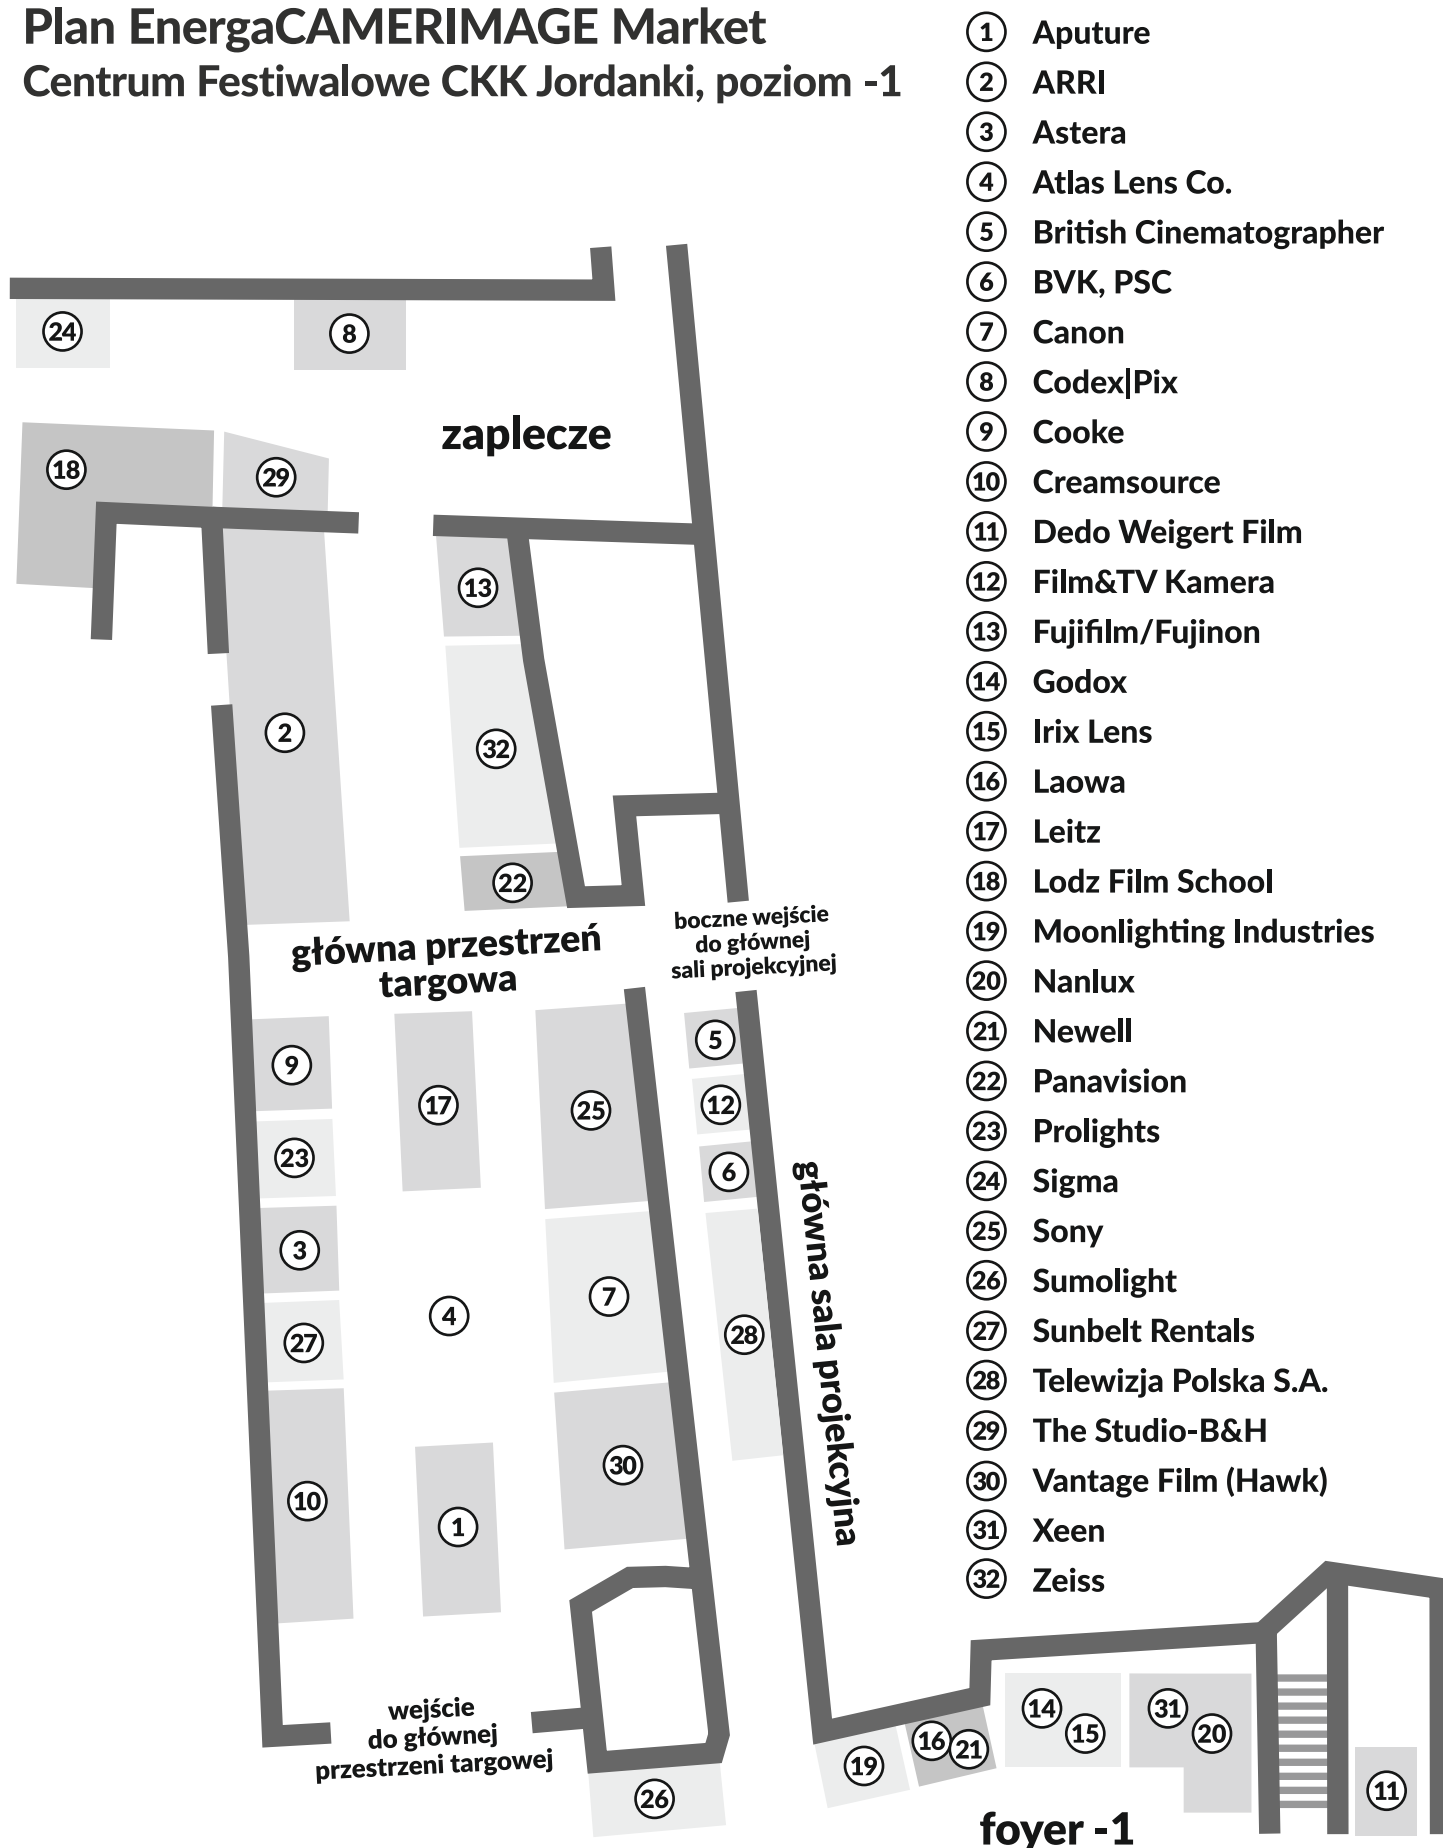 Plan EnergaCAMERIMAGE Market
Centrum Festiwalowe CKK Jordanki, poziom -1
1 Aputure
2 ARRI
3 Astera
4 Atlas Lens Co.
5 British Cinematographer
6 BVK, PSC
7 Canon
8 Codex|Pix
9 Cooke
10 Creamsource
11 Dedo Weigert Film
12 Film&TV Kamera
13 Fujifilm/Fujinon
14 Godox
15 Irix Lens
16 Laowa
17 Leitz
18 Lodz Film School
19 Moonlighting Industries
20 Nanlux
21 Newell
22 Panavision
23 Prolights
24 Sigma
25 Sony
26 Sumolight
27 Sunbelt Rentals
28 Telewizja Polska S.A.
29 The Studio-B&H
30 Vantage Film (Hawk)
31 Xeen
32 Zeiss
24
8
zaplecze
18
29
13
2
32
22
główna przestrzeń
targowa
boczne wejście
do głównej
sali projekcyjnej
5
9
17
25
12
23
6
główna sala projekcyjna
3
7
4
28
27
30
10
1
wejście
do głównej
przestrzeni targowej
26
19
16
21
14
15
31
20
11
foyer -1